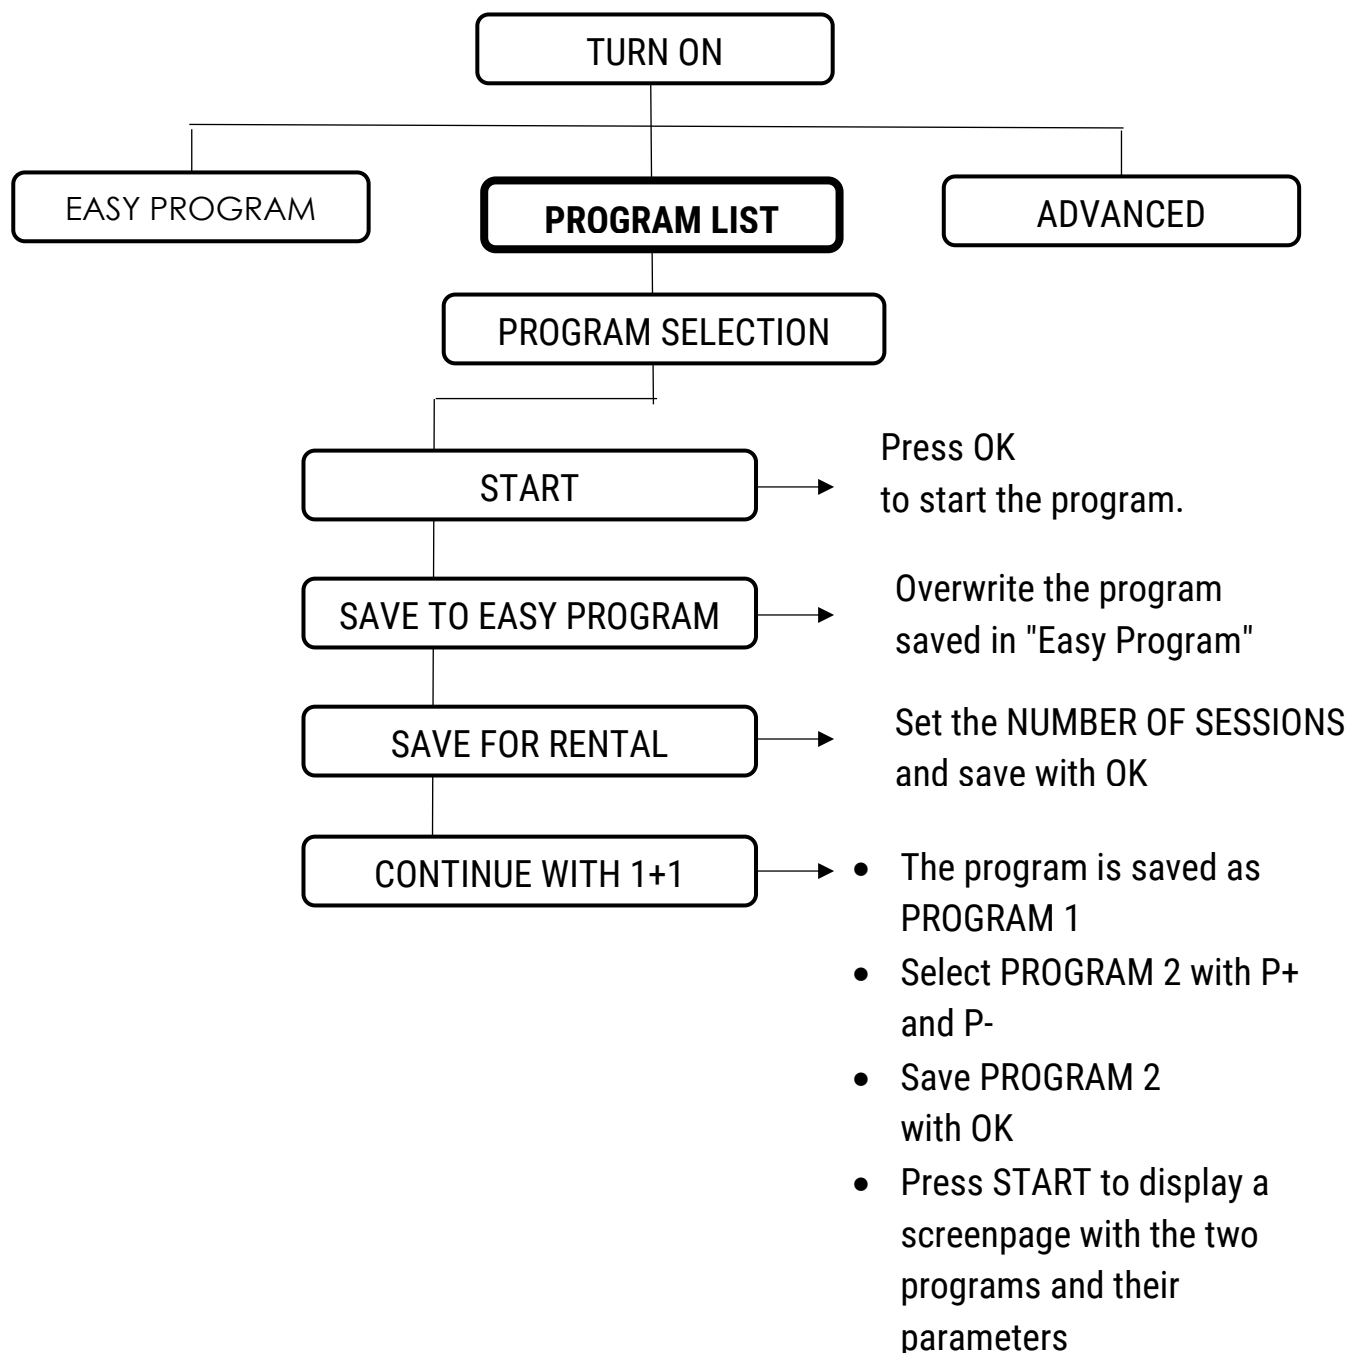 TURN ON
EASY PROGRAM
PROGRAM LIST
ADVANCED
PROGRAM SELECTION
START
Press OK
to start the program.
SAVE TO EASY PROGRAM
Overwrite the program
saved in "Easy Program"
SAVE FOR RENTAL
Set the NUMBER OF SESSIONS
and save with OK
CONTINUE WITH 1+1
• The program is saved as
PROGRAM 1
• Select PROGRAM 2 with P+
and P-
• Save PROGRAM 2
with OK
• Press START to display a
screenpage with the two
programs and their
parameters